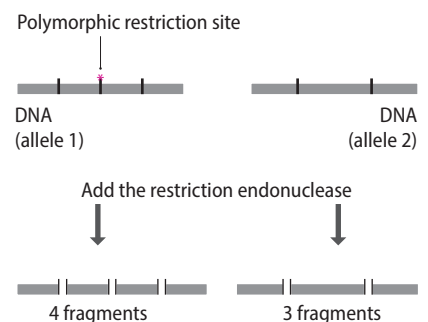 Polymorphic restriction site
*
DNA
(allele 1)
DNA
(allele 2)
Add the restriction endonuclease
4 fragments
3 fragments